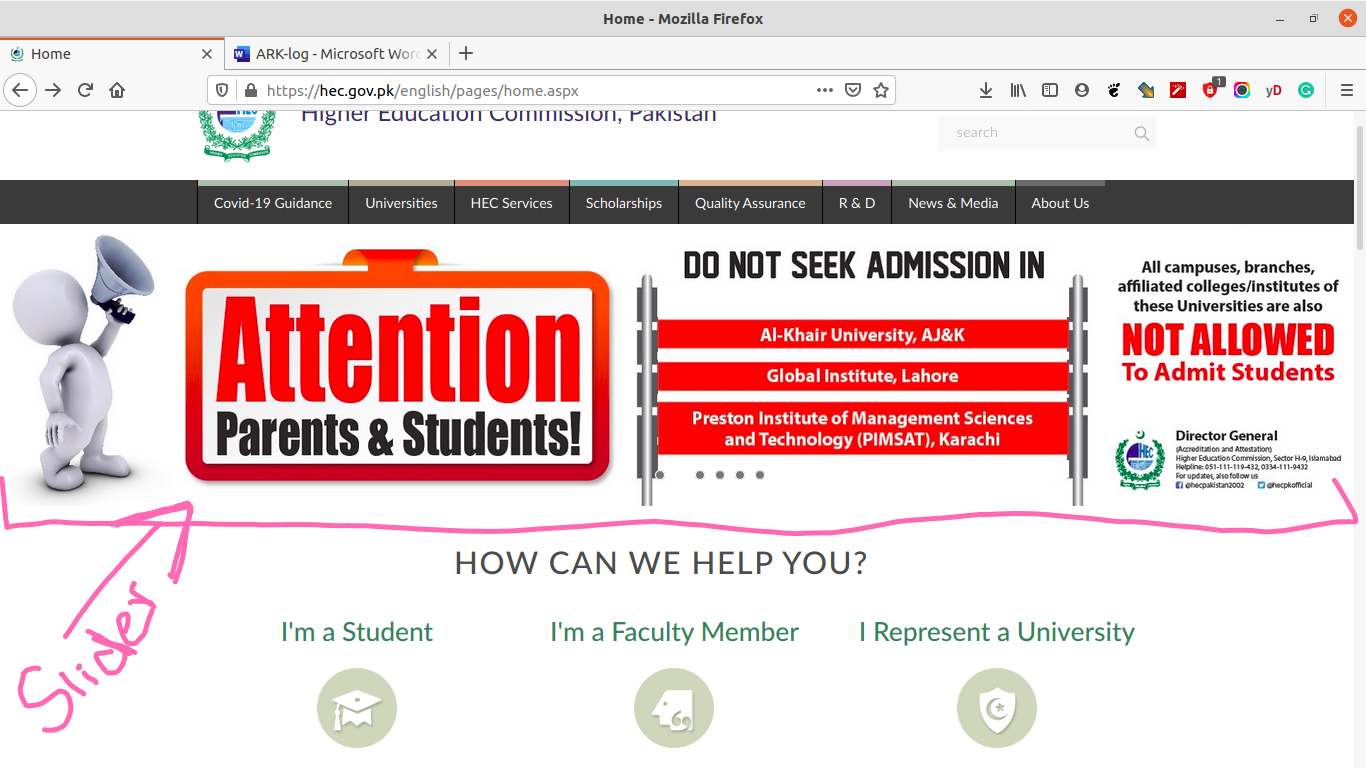 Home - Mozilla Firefox
Home
ARK-log - Microsoft Word
https://hec.gov.pk/english/pages/home.aspx
1
yD
Higher Education Commission, Pakistan
search
Covid-19 Guidance
Universities
HEC Services
Scholarships
Quality Assurance
R & D
News & Media
About Us
Attention
Parents & Students!
DO NOT SEEK ADMISSION IN
Al-Khair University, AJ&K
Global Institute, Lahore
Preston Institute of Management Sciences
and Technology (PIMSAT), Karachi
All campuses, branches,
affiliated colleges/institutes of
these Universities are also
NOT ALLOWED
To Admit Students
HEC
Director General
(Accreditation and Attestation)
Higher Education Commission, Sector H-9, Islamabad
Helpline: 051-111-119-432, 0334-111-9432
For updates, also follow us
@hecpakistan2002 @hecpkofficial
Slider
HOW CAN WE HELP YOU?
I'm a Student
I'm a Faculty Member
I Represent a University